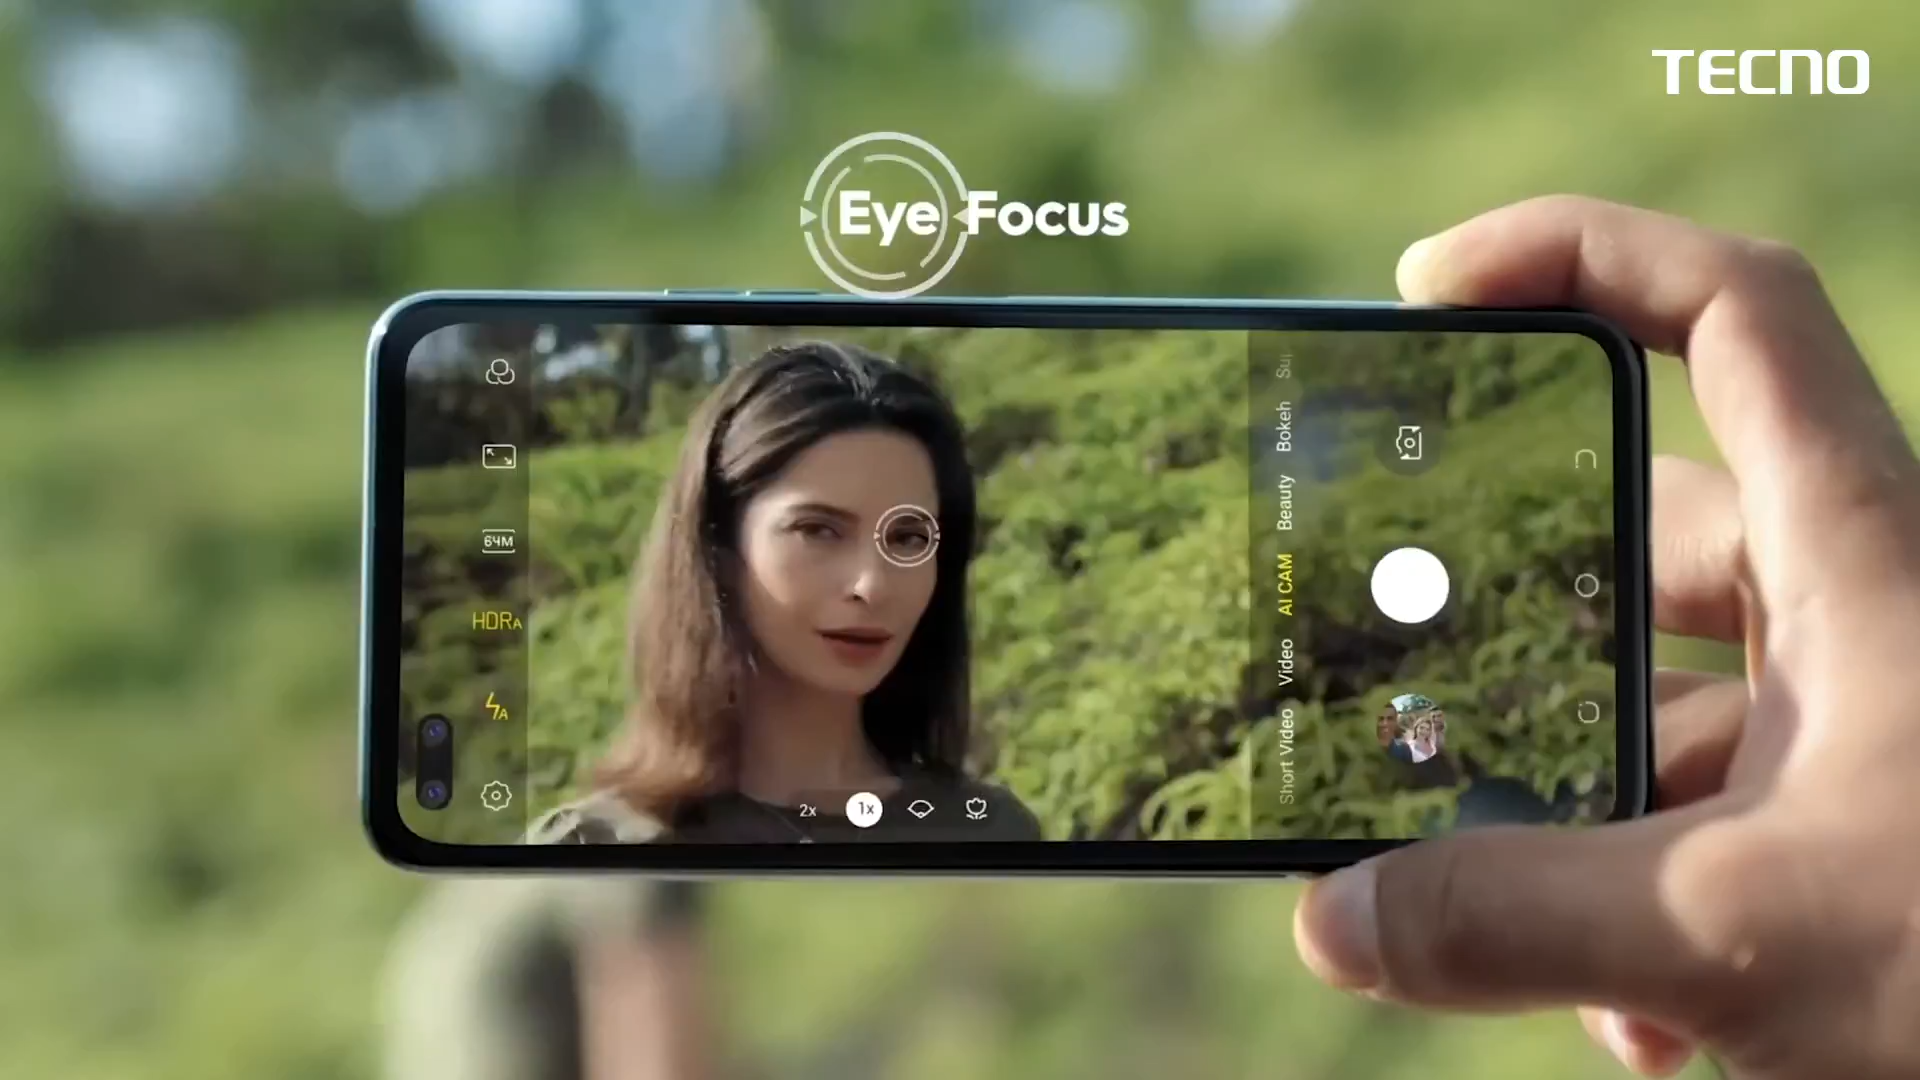 TECNO
Eye Focus
64M
HDRA
A
Bokeh
Beauty
AI CAM
Video
Short Video
2x
1x